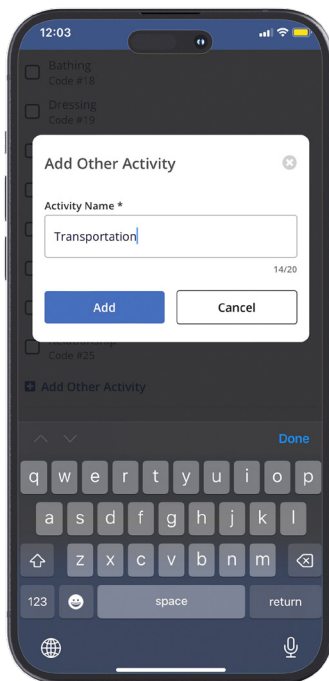 12:03
Bathing
Code #18
Dressing
Code #19
Add Other Activity
Activity Name *
Transportation
14/20
Add
Cancel
Code #25
Add Other Activity
Done
q w e r t y u i o p
a s d f g h j k l
z x c v b n m
123
space
return